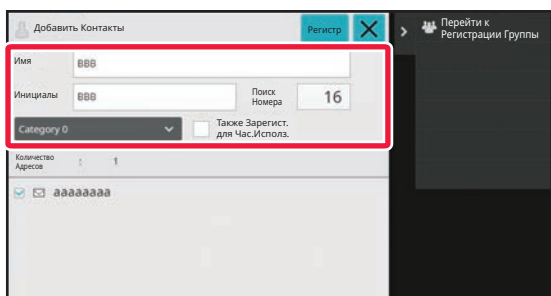 Добавить Контакты
Регистр
Перейти к
Регистрации Группы
Имя
BBB
Инициалы
BBB
Поиск
Номера
16
Category 0
Также Зарегист.
для Час.Исполз.
Количество
Адресов
: 1
aaaaaaaa